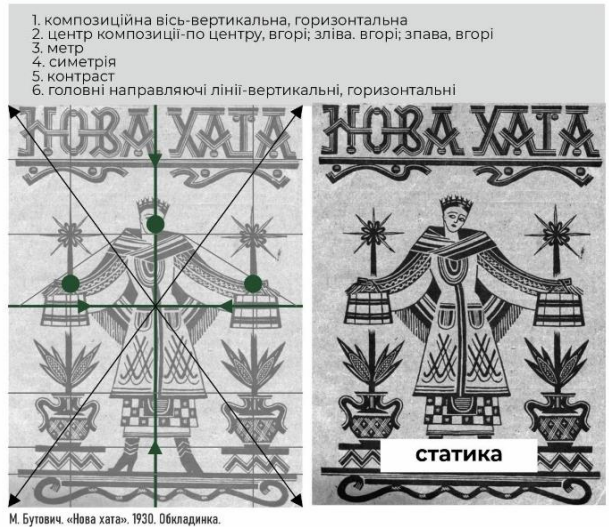 1. композиційна вісь-вертикальна, горизонтальна
2. центр композиції-по центру, вгорі; зліва. вгорі; зпава, вгорі
3. метр
4. симетрія
5. контраст
6. головні направляючі лінії-вертикальні, горизонтальні
НОВА ХАТА
НОВА ХАТА
статика
М. Бутович. «Нова хата». 1930. Обкладинка.